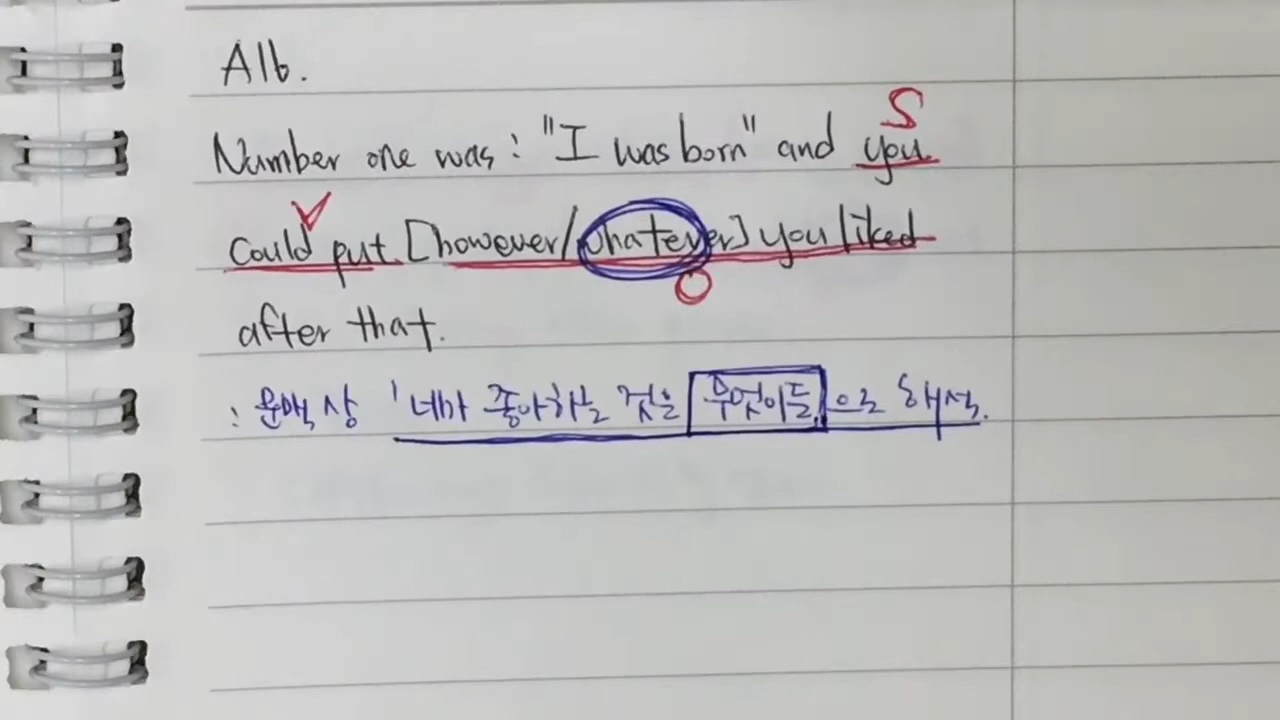 A16.
S
Number one was : "I was born" and you
V
could put [however/whatever] you liked
O
after that.
: 문맥 상 '네가 좋아하는 것은 무엇이든'으로 해석.